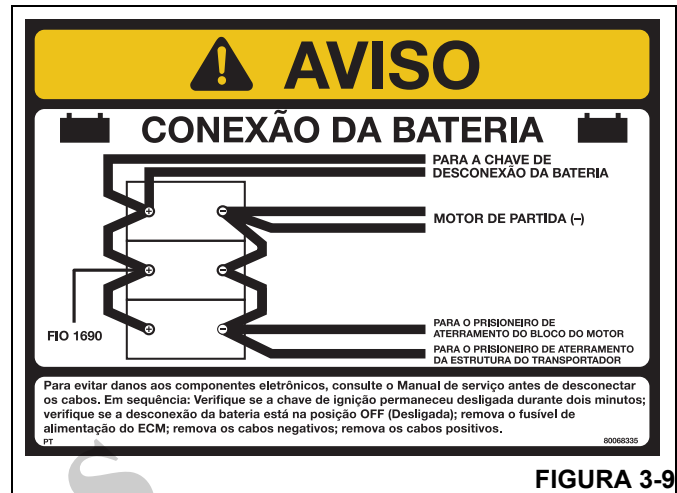 AVISO
CONEXÃO DA BATERIA
PARA A CHAVE DE
DESCONEXÃO DA BATERIA
MOTOR DE PARTIDA (–)
FIO 1690
PARA O PRISIONEIRO DE
ATERRAMENTO DO BLOCO DO MOTOR
PARA O PRISIONEIRO DE ATERRAMENTO
DA ESTRUTURA DO TRANSPORTADOR
Para evitar danos aos componentes eletrônicos, consulte o Manual de serviço antes de desconectar
os cabos. Em sequência: Verifique se a chave de ignição permaneceu desligada durante dois minutos;
verifique se a desconexão da bateria está na posição OFF (Desligada); remova o fusível de
alimentação do ECM; remova os cabos negativos; remova os cabos positivos.
PT
80068335
FIGURA 3-9